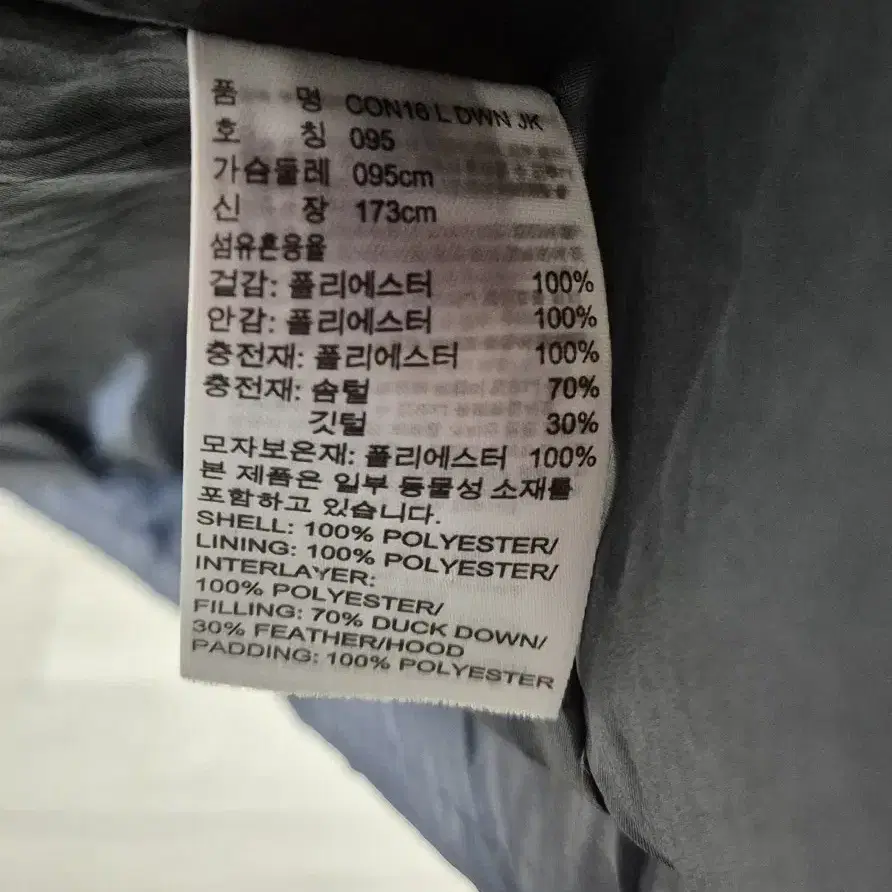 품 명 CON16 L DWN JK
호 칭 095
가슴둘레 095cm
신 장 173cm
섬유혼용율
겉감: 폴리에스터 100%
안감: 폴리에스터 100%
충전재: 폴리에스터 100%
충전재: 솜털 70%
깃털 30%
모자보온재: 폴리에스터 100%
본 제품은 일부 동물성 소재를
포함하고 있습니다.
SHELL: 100% POLYESTER/
LINING: 100% POLYESTER/
INTERLAYER:
100% POLYESTER/
FILLING: 70% DUCK DOWN/
30% FEATHER/HOOD
PADDING: 100% POLYESTER